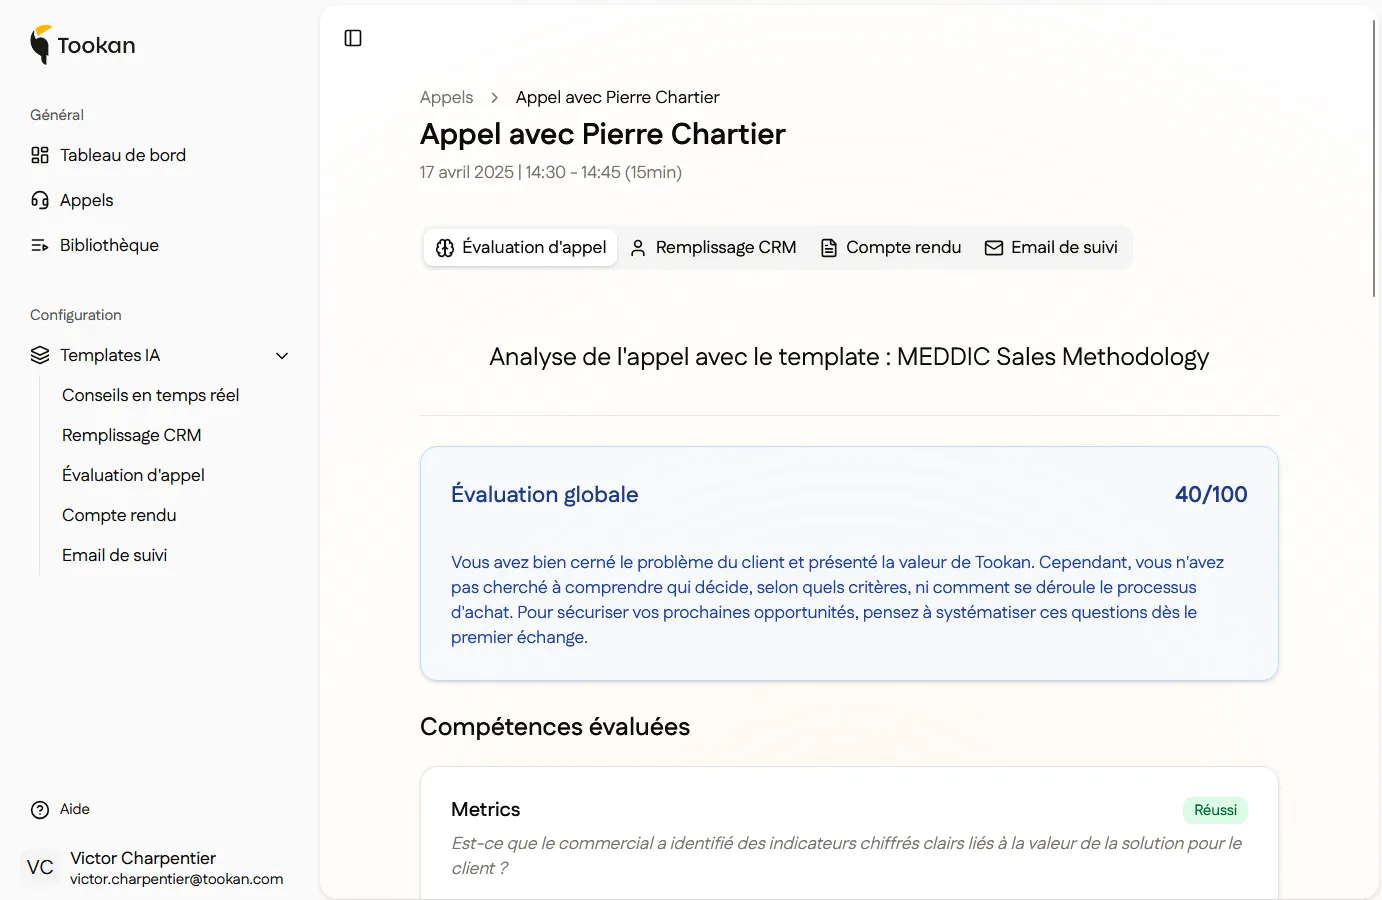 Tookan
Général
Tableau de bord
Appels
Bibliothèque
Configuration
Templates IA
Conseils en temps réel
Remplissage CRM
Évaluation d'appel
Compte rendu
Email de suivi
Aide
VC
Victor Charpentier
victor.charpentier@tookan.com
Appels > Appel avec Pierre Chartier
Appel avec Pierre Chartier
17 avril 2025 | 14:30 - 14:45 (15min)
Évaluation d'appel Remplissage CRM Compte rendu Email de suivi
Analyse de l'appel avec le template : MEDDIC Sales Methodology
Évaluation globale 40/100
Vous avez bien cerné le problème du client et présenté la valeur de Tookan. Cependant, vous n'avez
pas cherché à comprendre qui décide, selon quels critères, ni comment se déroule le processus
d'achat. Pour sécuriser vos prochaines opportunités, pensez à systématiser ces questions dès le
premier échange.
Compétences évaluées
Metrics Réussi
Est-ce que le commercial a identifié des indicateurs chiffrés clairs liés à la valeur de la solution pour le
client ?